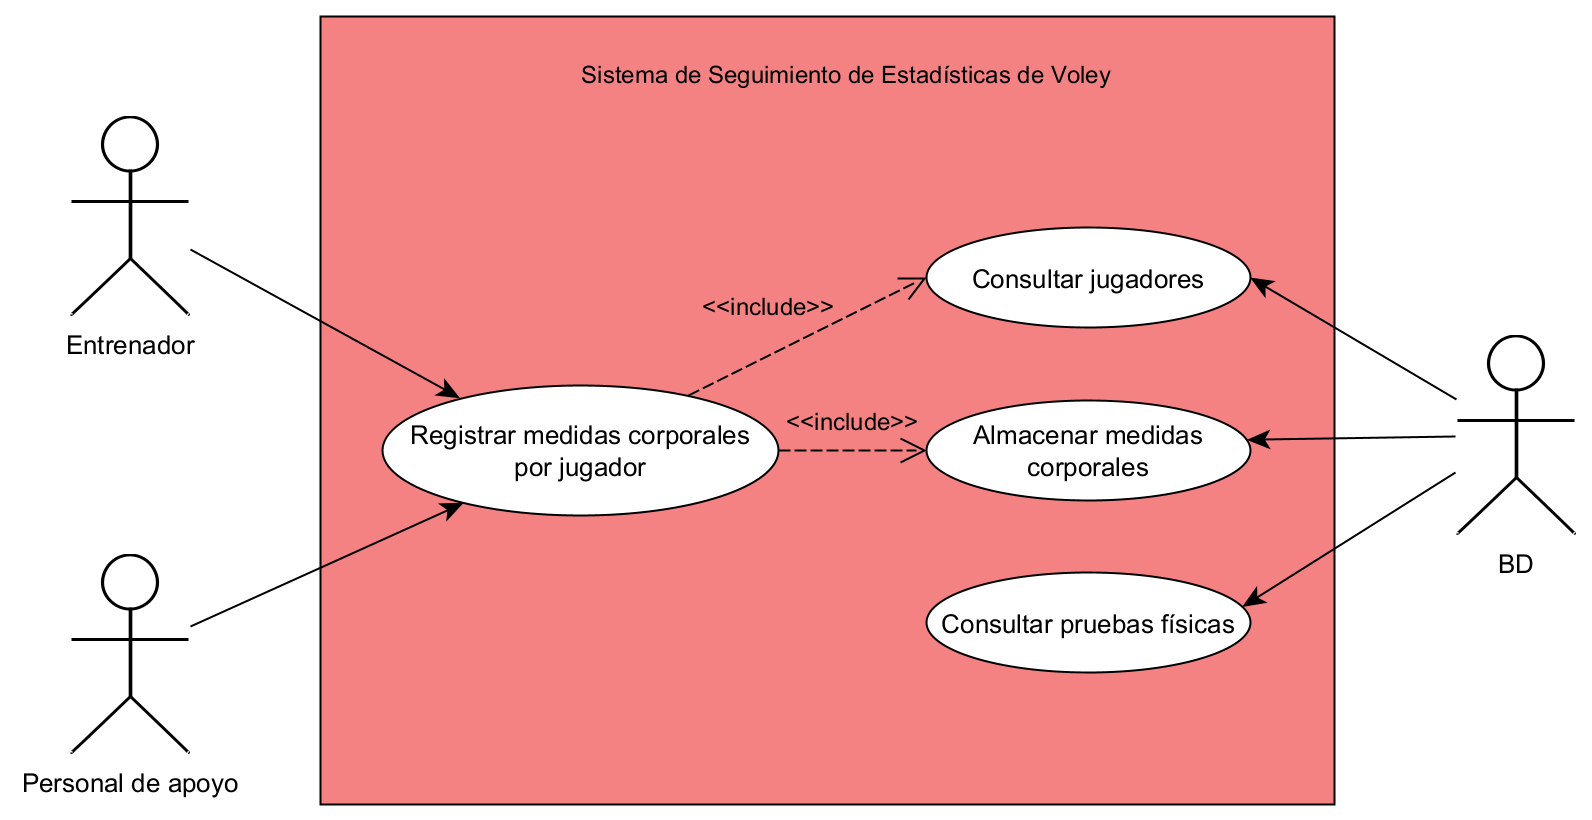 Sistema de Seguimiento de Estadísticas de Voley
Entrenador
<<include>>
Consultar jugadores
Registrar medidas corporales
por jugador
<<include>>
Almacenar medidas
corporales
BD
Consultar pruebas físicas
Personal de apoyo